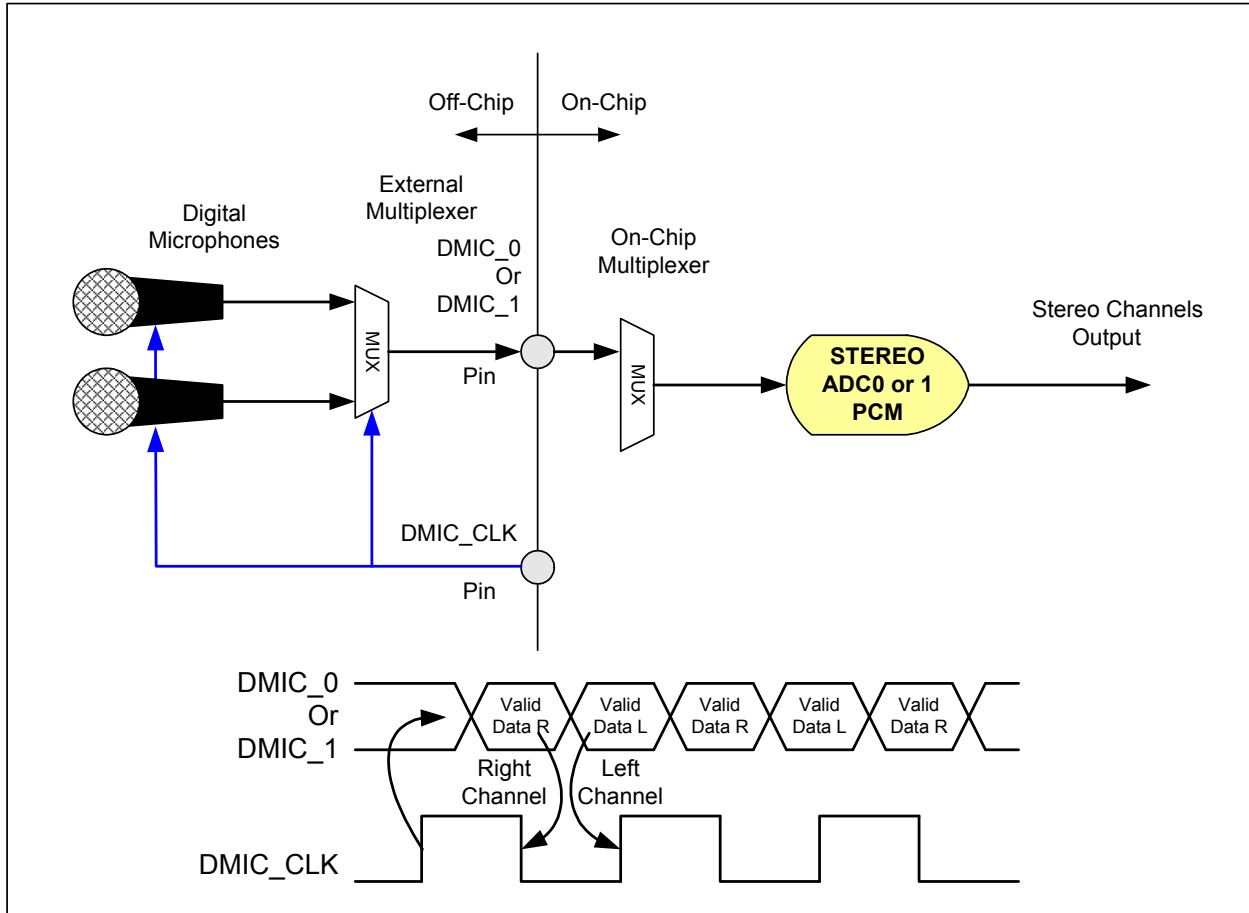 Off-Chip
On-Chip
External
Multiplexer
Digital
Microphones
DMIC_0
Or
DMIC_1
On-Chip
Multiplexer
Stereo Channels
Output
MUX
Pin
MUX
STEREO
ADC0 or 1
PCM
DMIC_CLK
Pin
DMIC_0
Or
DMIC_1
Valid
Data R
Valid
Data L
Valid
Data R
Valid
Data L
Valid
Data R
Right
Channel
Left
Channel
DMIC_CLK